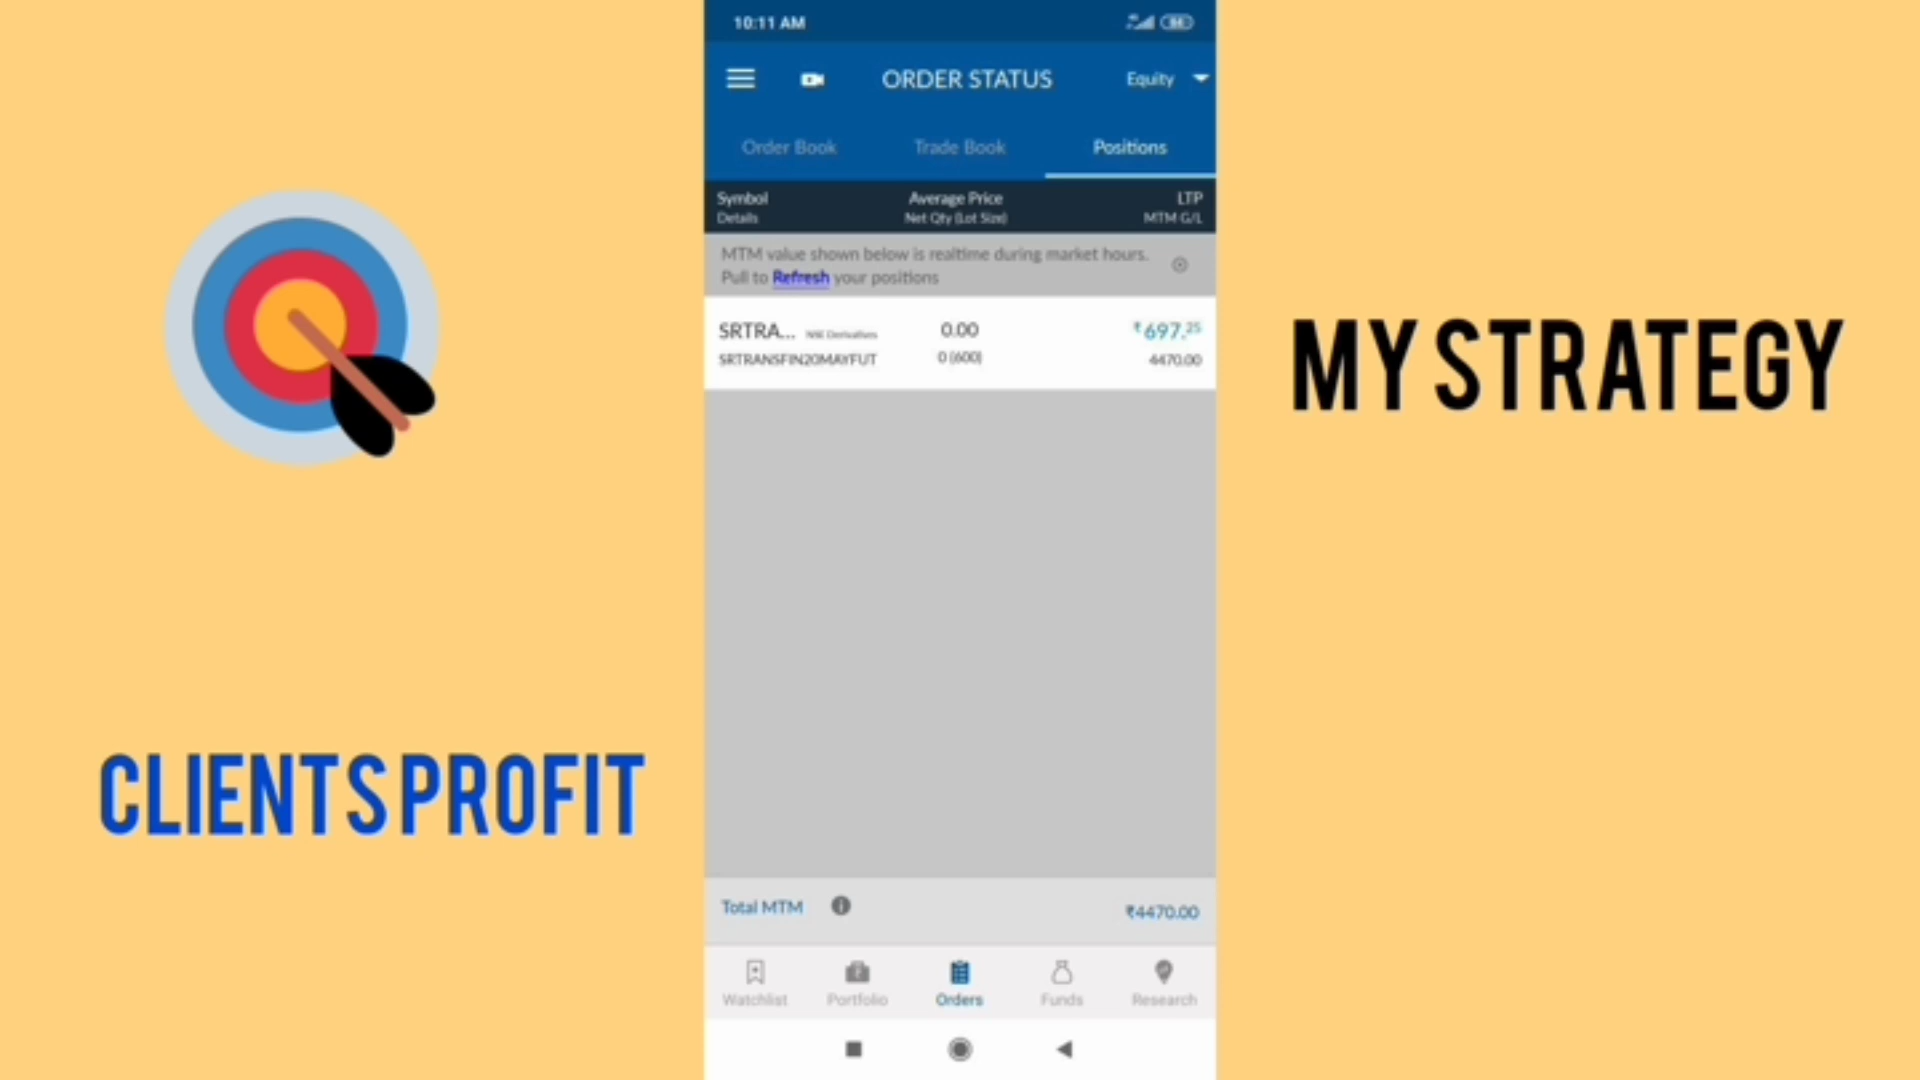 10:11 AM
ORDER STATUS
Equity
Order Book
Trade Book
Positions
Symbol
Average Price
LTP
Details
Net Qty (Lot Size)
MTM G/L
MTM value shown below is realtime during market hours.
Pull to Refresh your positions
SRTRA... NSE Derivatives
0.00
₹697.25
SRTRANSFIN20MAYFUT
0 (600)
4470.00
MY STRATEGY
CLIENTS PROFIT
Total MTM
₹4470.00
Watchlist
Portfolio
Orders
Funds
Research